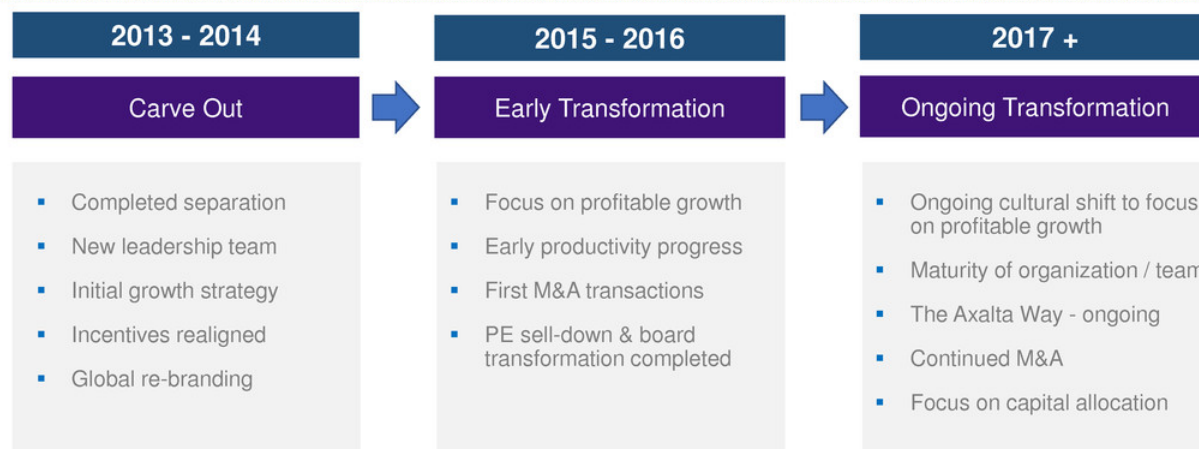 2013 - 2014
Carve Out
▪ Completed separation
▪ New leadership team
▪ Initial growth strategy
▪ Incentives realigned
▪ Global re-branding
2015 - 2016
Early Transformation
▪ Focus on profitable growth
▪ Early productivity progress
▪ First M&A transactions
▪ PE sell-down & board
transformation completed
2017 +
Ongoing Transformation
▪ Ongoing cultural shift to focus
on profitable growth
▪ Maturity of organization / team
▪ The Axalta Way - ongoing
▪ Continued M&A
▪ Focus on capital allocation